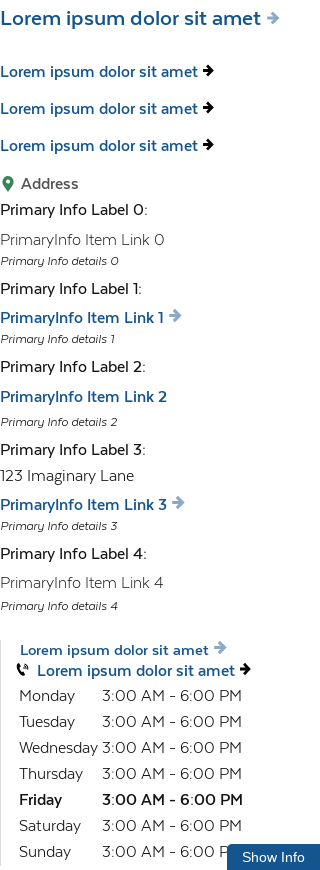 Lorem ipsum dolor sit amet
Lorem ipsum dolor sit amet
Lorem ipsum dolor sit amet
Lorem ipsum dolor sit amet
Address
Primary Info Label 0:
PrimaryInfo Item Link 0
Primary Info details 0
Primary Info Label 1:
PrimaryInfo Item Link 1
Primary Info details 1
Primary Info Label 2:
PrimaryInfo Item Link 2
Primary Info details 2
Primary Info Label 3:
123 Imaginary Lane
PrimaryInfo Item Link 3
Primary Info details 3
Primary Info Label 4:
PrimaryInfo Item Link 4
Primary Info details 4
Lorem ipsum dolor sit amet
Lorem ipsum dolor sit amet
Monday 3:00 AM - 6:00 PM
Tuesday 3:00 AM - 6:00 PM
Wednesday 3:00 AM - 6:00 PM
Thursday 3:00 AM - 6:00 PM
Friday 3:00 AM - 6:00 PM
Saturday 3:00 AM - 6:00 PM
Sunday 3:00 AM - 6:00
Show Info